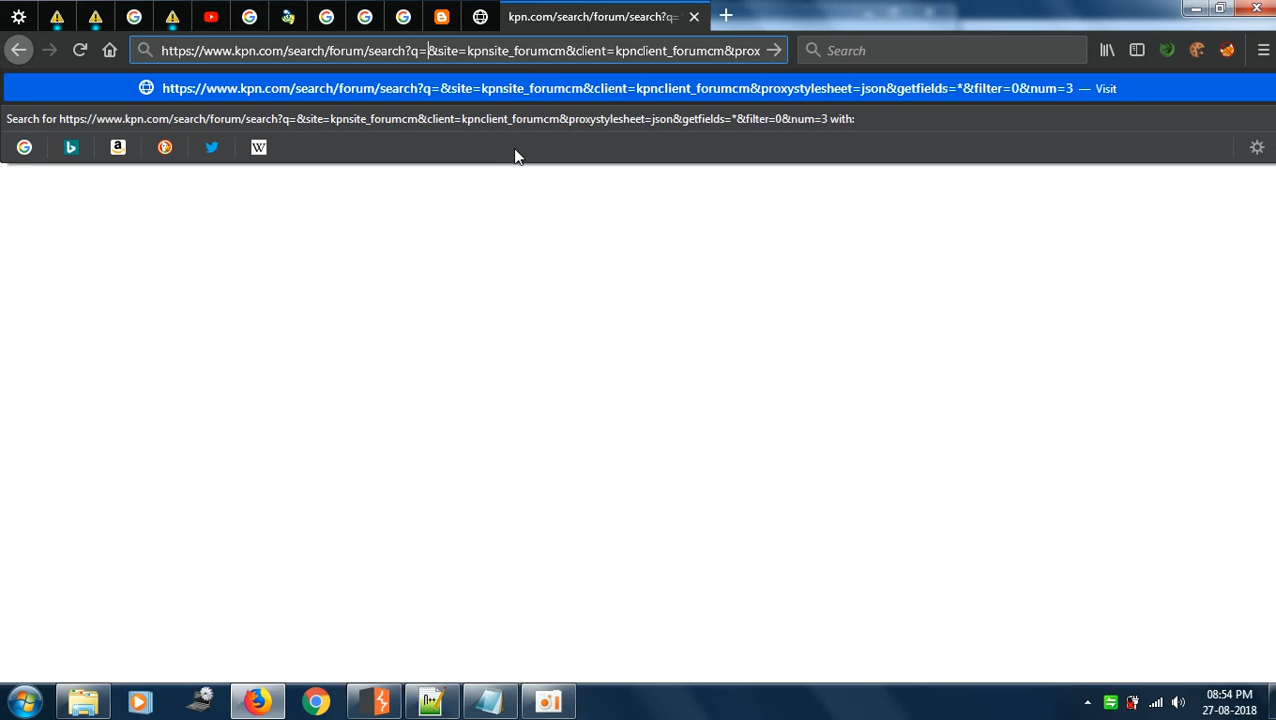 kpn.com/search/forum/search?q=
https://www.kpn.com/search/forum/search?q=&site=kpnsite_forumcm&client=kpnclient_forumcm&prox
Search
https://www.kpn.com/search/forum/search?q=&site=kpnsite_forumcm&client=kpnclient_forumcm&proxystylesheet=json&getfields=*&filter=0&num=3 — Visit
Search for https://www.kpn.com/search/forum/search?q=&site=kpnsite_forumcm&client=kpnclient_forumcm&proxystylesheet=json&getfields=*&filter=0&num=3 with:
08:54 PM
27-08-2018